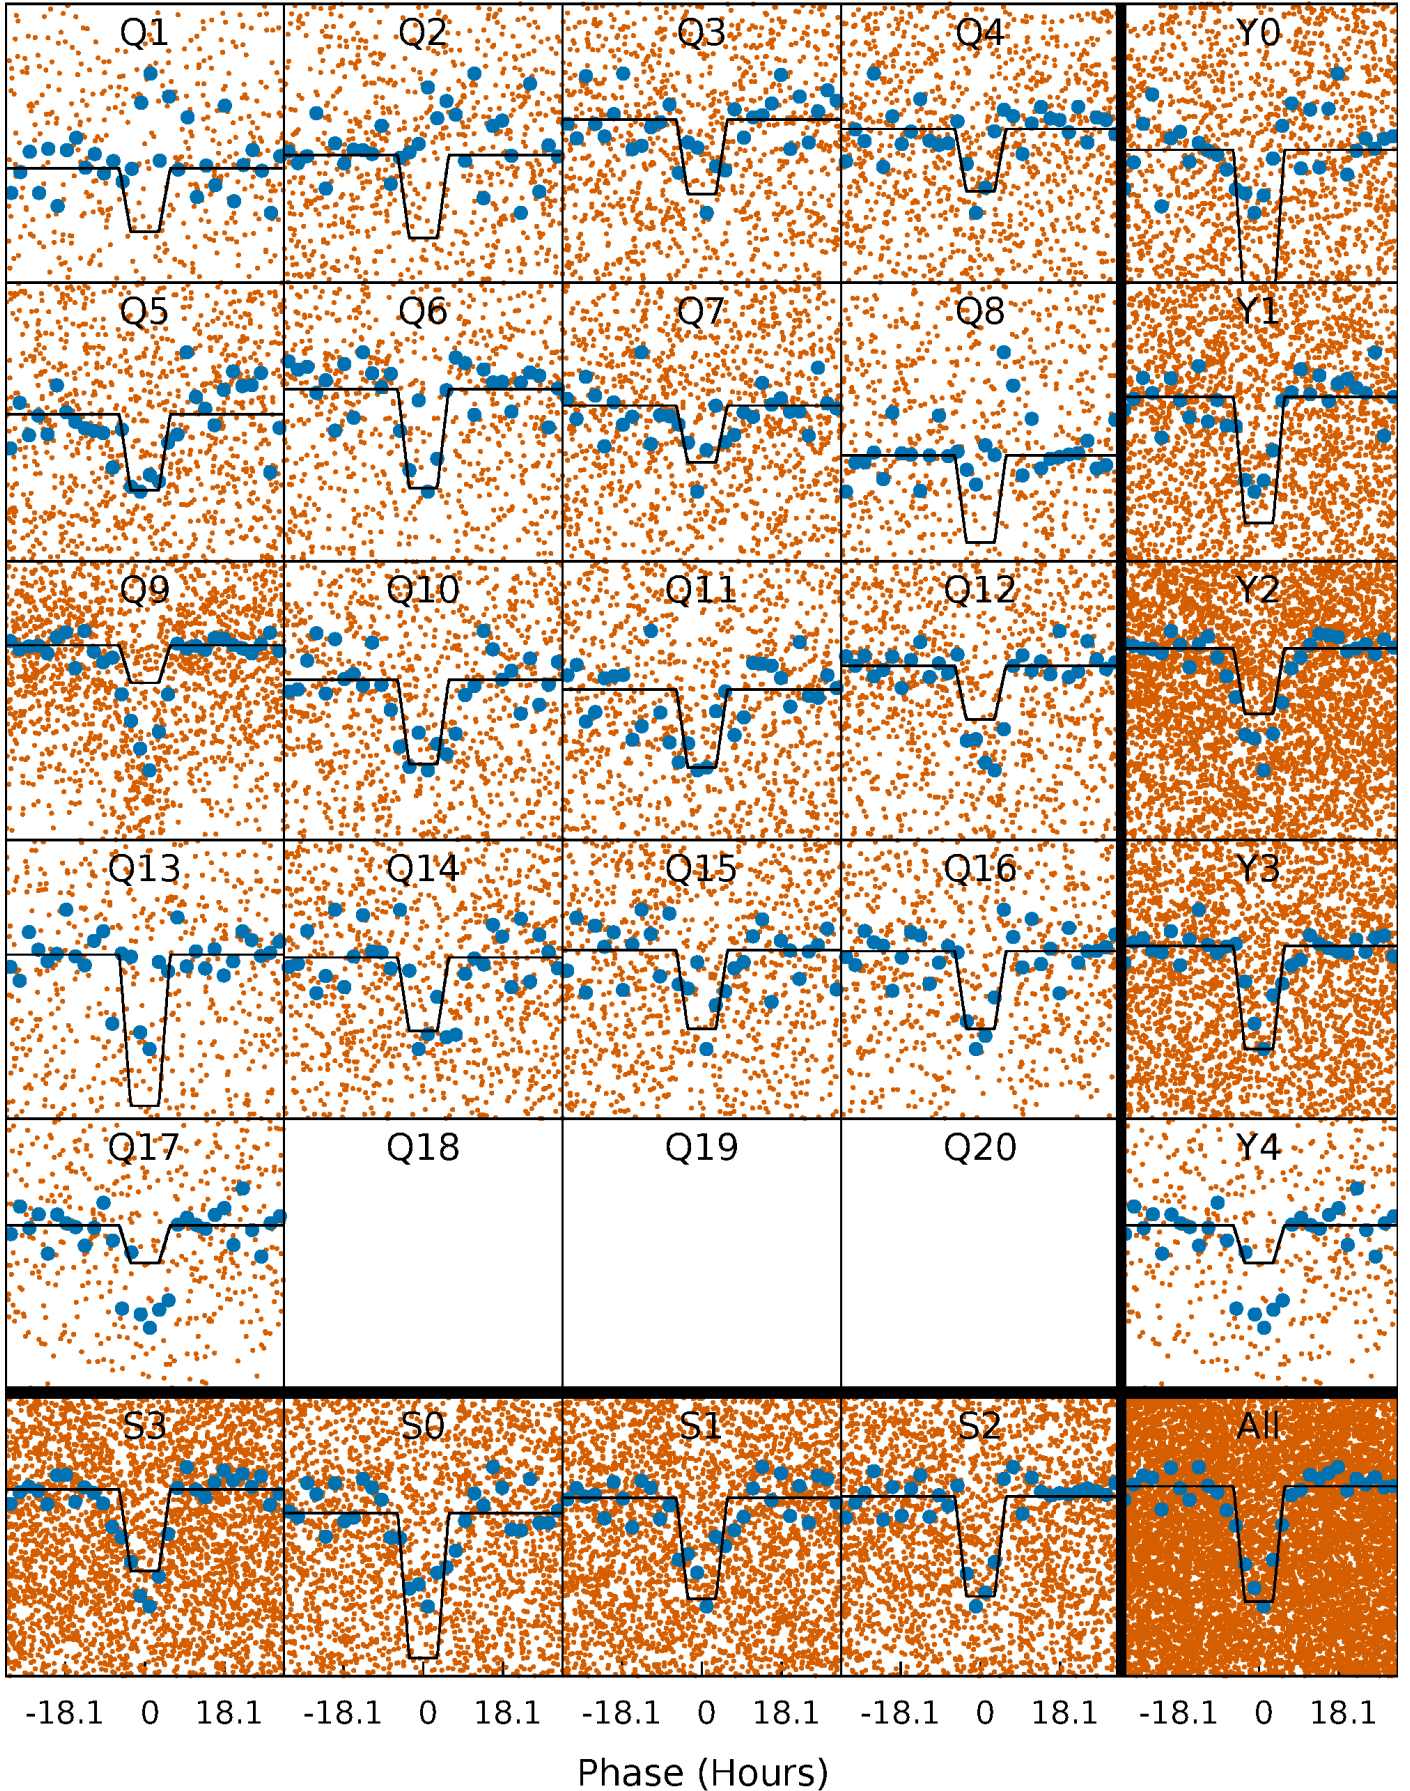 Q1 Q2 Q3 Q4 Y0
Q5 Q6 Q7 Q8 Y1
Q9 Q10 Q11 Q12 Y2
Q13 Q14 Q15 Q16 Y3
Q17 Q18 Q19 Q20 Y4
S3 S0 S1 S2 All
-18.1 0 18.1 -18.1 0 18.1 -18.1 0 18.1 -18.1 0 18.1 -18.1 0 18.1
Phase (Hours)